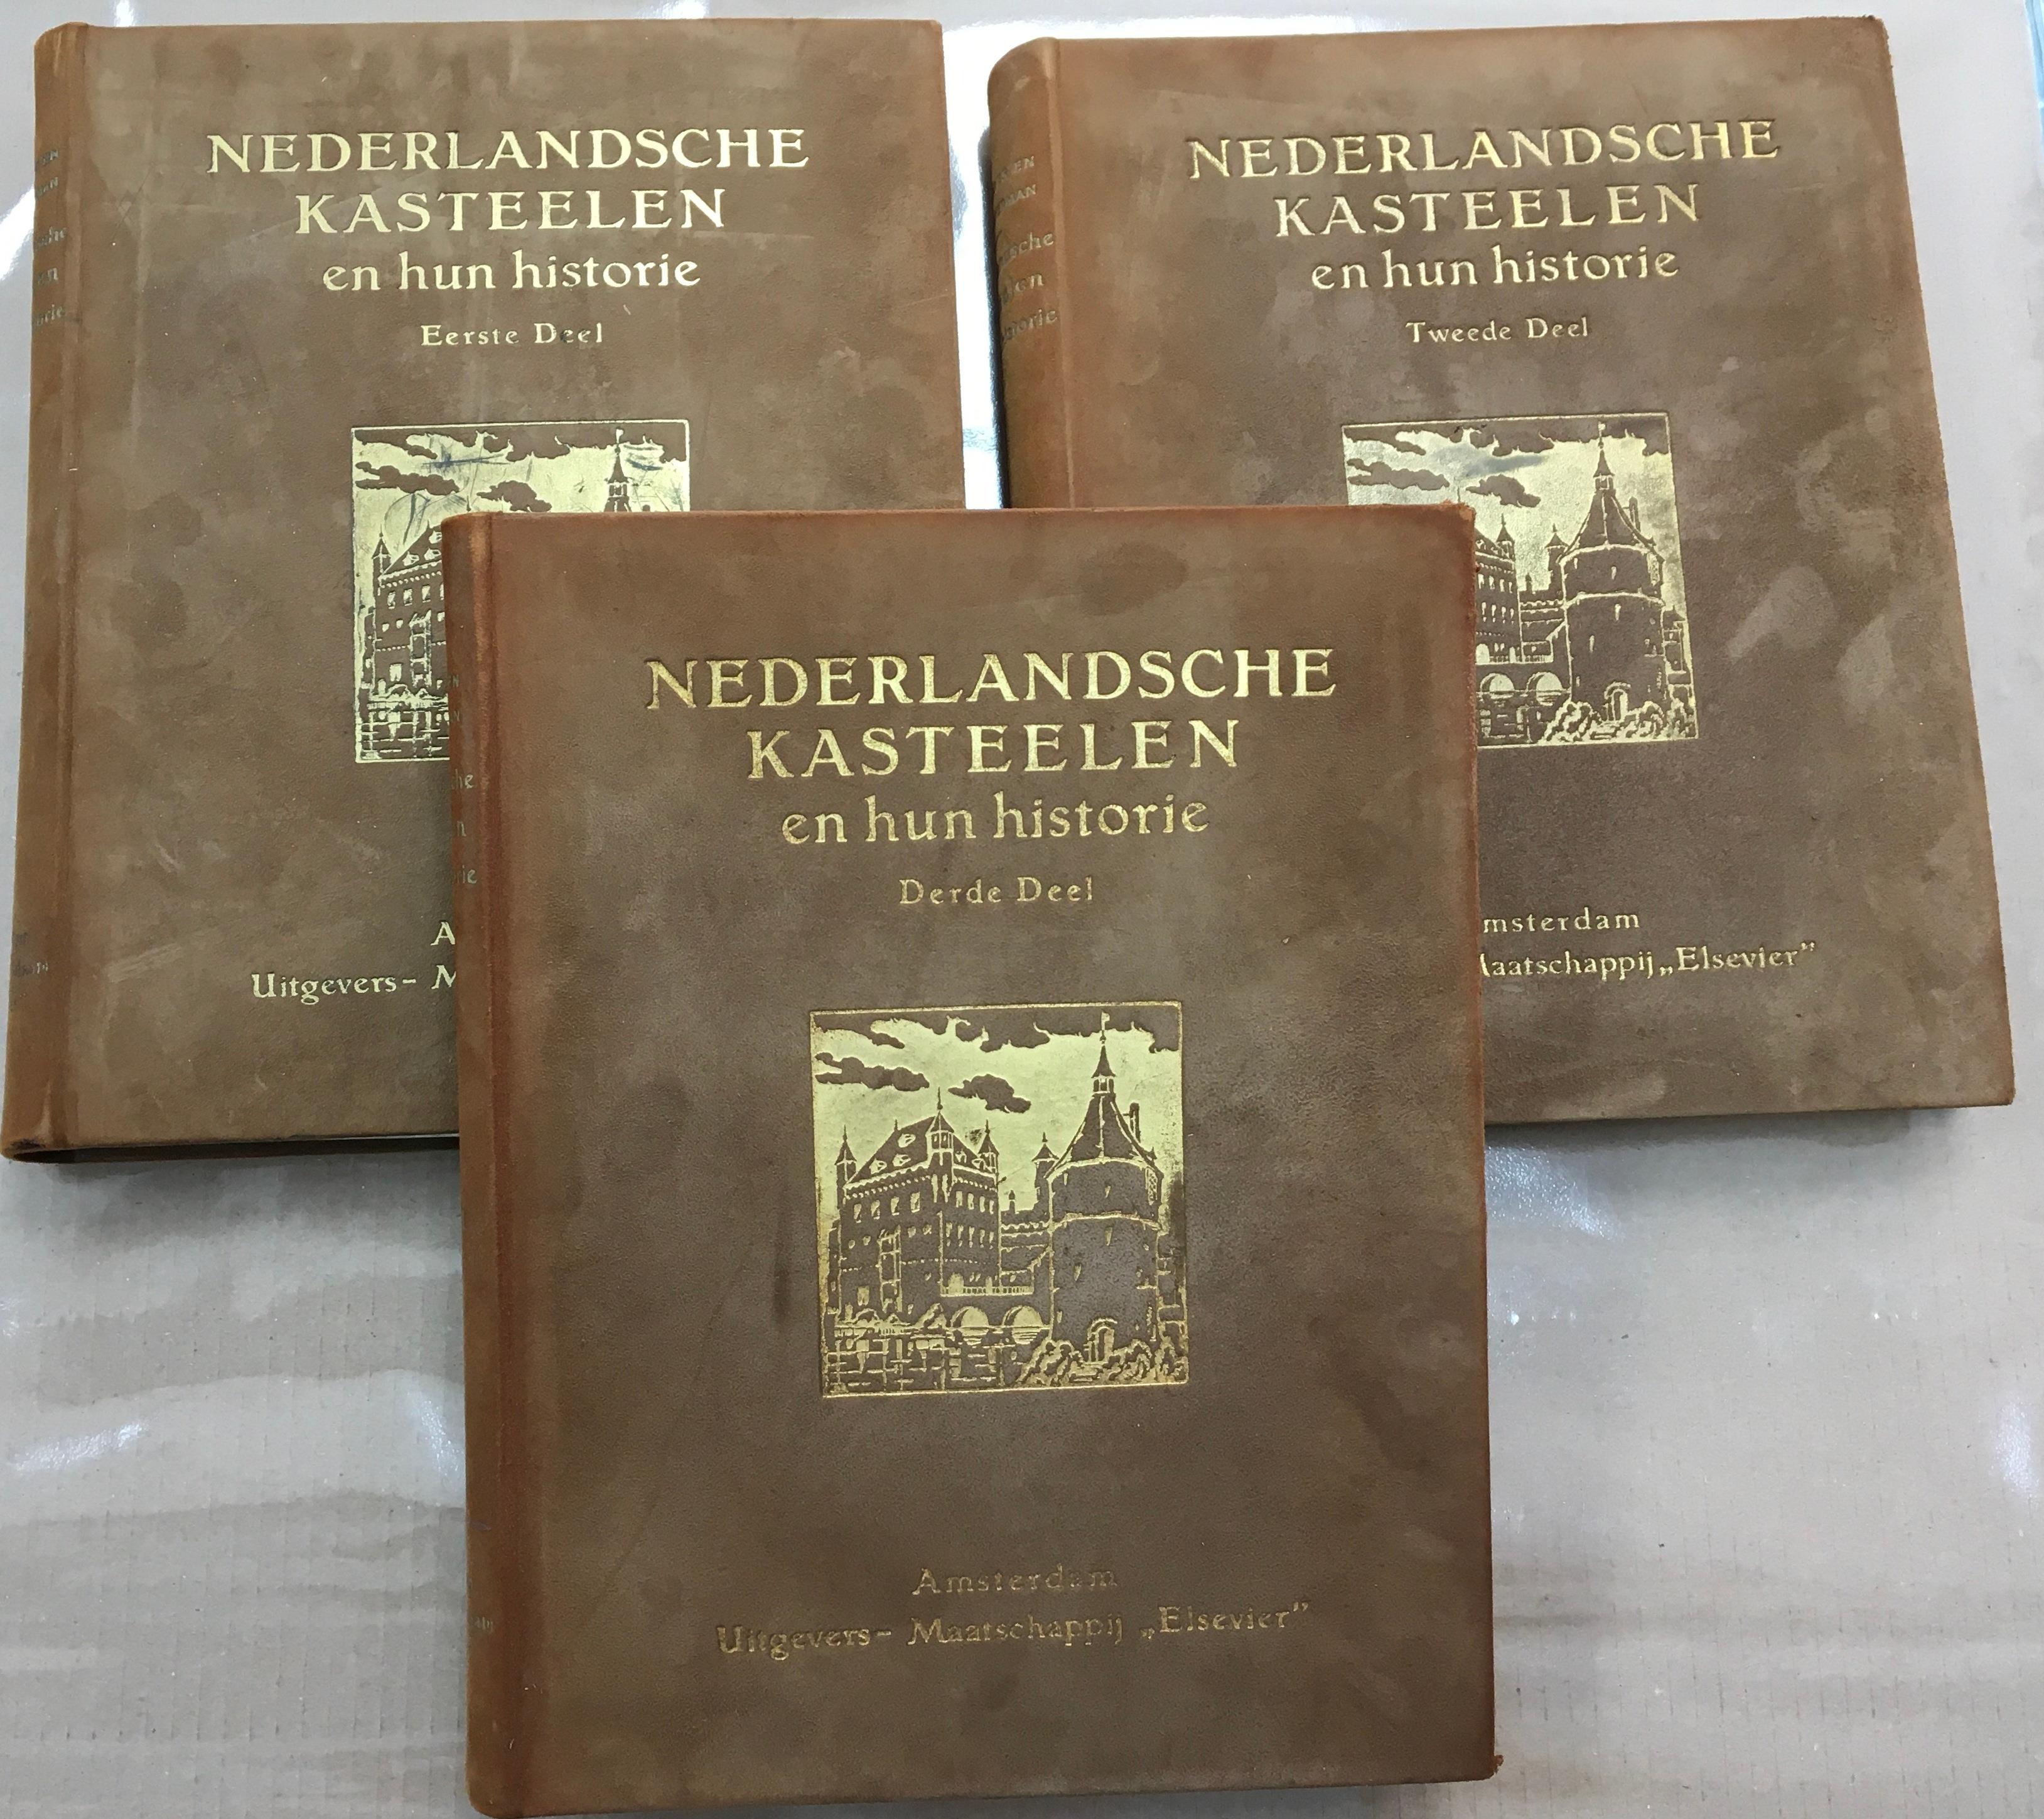 NEDERLANDSCHE
KASTEELEN
en hun historie
Eerste Deel
Uitgevers-
NEDERLANDSCHE
KASTEELEN
en hun historie
Tweede Deel
msterdam
aatschappij „Elsevier”
NEDERLANDSCHE
KASTEELEN
en hun historie
Derde Deel
Amsterdam
Uitgevers- Maatschappij „Elsevier”